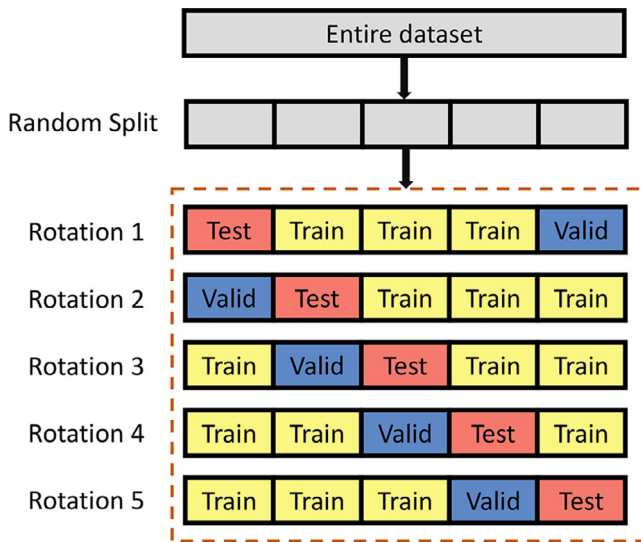 Entire dataset
Random Split
Rotation 1 Test Train Train Train Valid
Rotation 2 Valid Test Train Train Train
Rotation 3 Train Valid Test Train Train
Rotation 4 Train Train Valid Test Train
Rotation 5 Train Train Train Valid Test